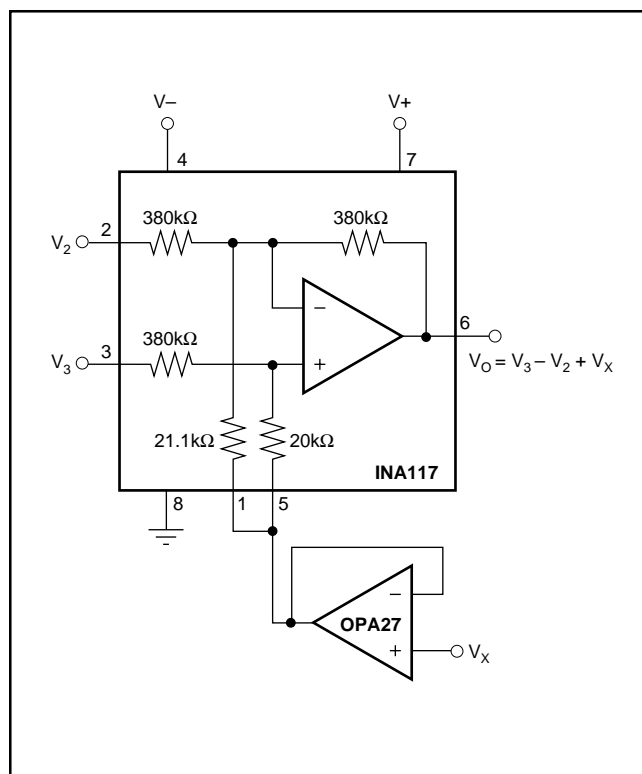 V–
V+
4
7
2
380kΩ
380kΩ
V2
–
6
3
380kΩ
V3
+
VO = V3 – V2 + VX
21.1kΩ
20kΩ
INA117
8
1
5
–
OPA27
+
VX